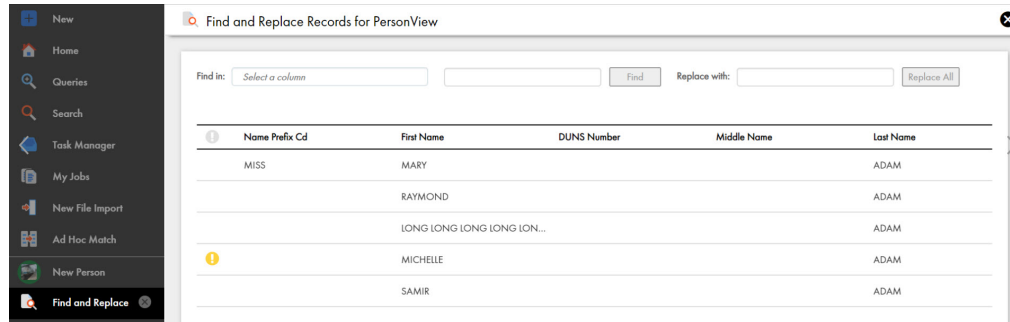 New
Home
Queries
Search
Task Manager
My Jobs
New File Import
Ad Hoc Match
New Person
Find and Replace
Find and Replace Records for PersonView
Find in: Select a column Find Replace with: Replace All
Name Prefix Cd First Name DUNS Number Middle Name Last Name
MISS MARY ADAM
RAYMOND ADAM
LONG LONG LONG LONG LON... ADAM
MICHELLE ADAM
SAMIR ADAM